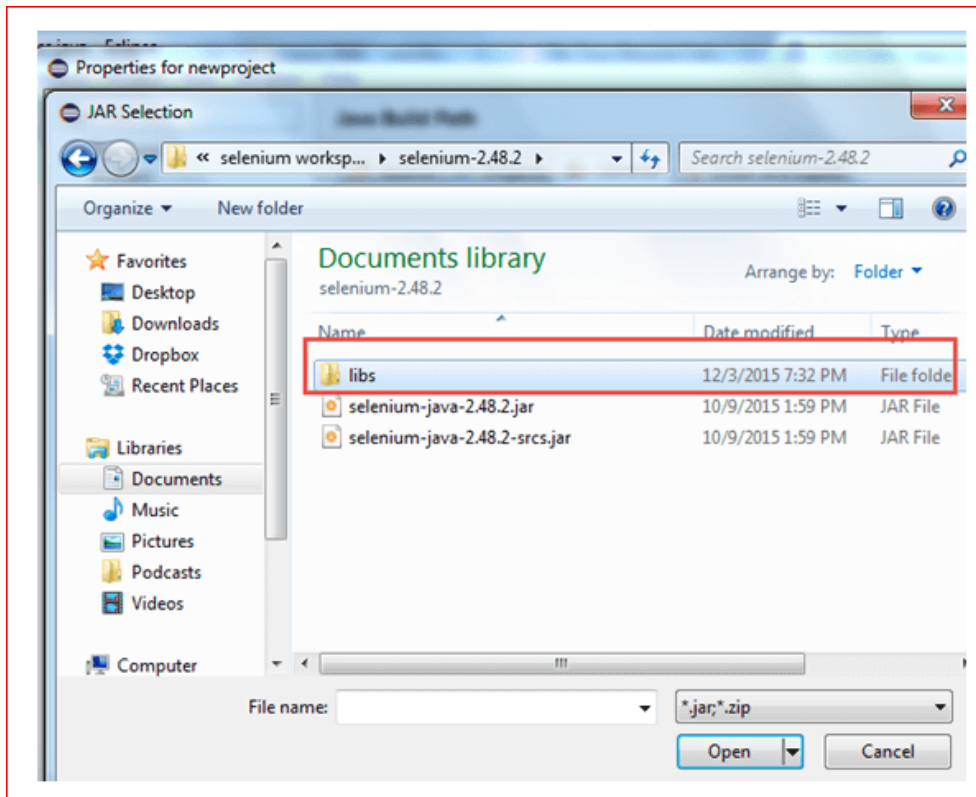 Properties for newproject
JAR Selection
Java Build Path
« selenium worksp... selenium-2.48.2
Search selenium-2.48.2
Organize New folder
Favorites
Desktop
Downloads
Dropbox
Recent Places
Libraries
Documents
Music
Pictures
Podcasts
Videos
Computer
Documents library
selenium-2.48.2
Arrange by: Folder
Name Date modified Type
libs 12/3/2015 7:32 PM File folde
selenium-java-2.48.2.jar 10/9/2015 1:59 PM JAR File
selenium-java-2.48.2-srcs.jar 10/9/2015 1:59 PM JAR File
File name: *.jar;*.zip
Open Cancel